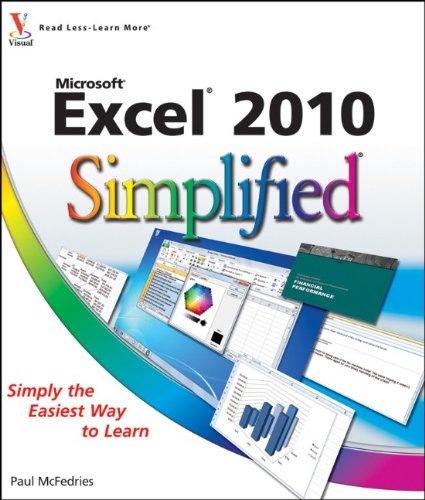 Visual
Read Less-Learn More®
Microsoft®
Excel® 2010
Simplified®
FINANCIAL
PERFORMANCE
Simply the
Easiest Way
to Learn
Paul McFedries